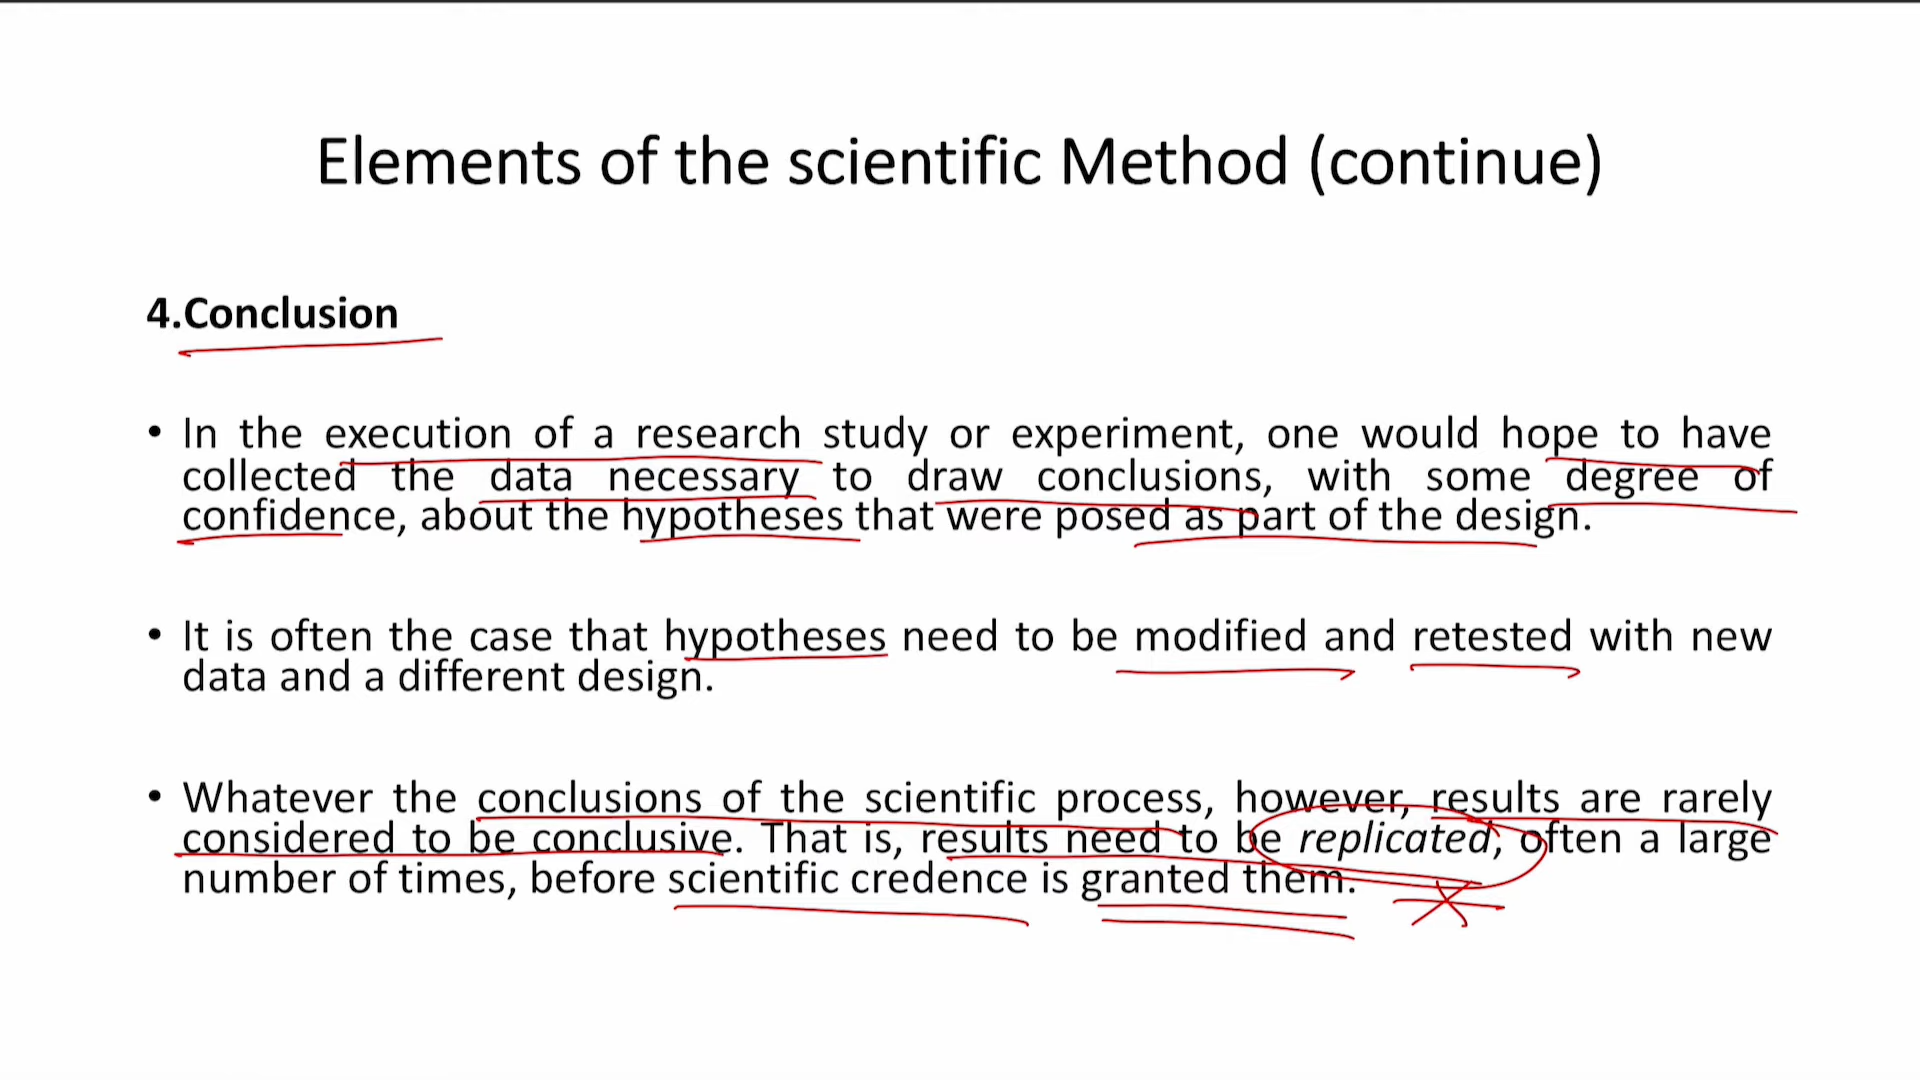 Elements of the scientific Method (continue)
4.Conclusion
• In the execution of a research study or experiment, one would hope to have
collected the data necessary to draw conclusions, with some degree of
confidence, about the hypotheses that were posed as part of the design.
• It is often the case that hypotheses need to be modified and retested with new
data and a different design.
• Whatever the conclusions of the scientific process, however, results are rarely
considered to be conclusive. That is, results need to be replicated, often a large
number of times, before scientific credence is granted them.